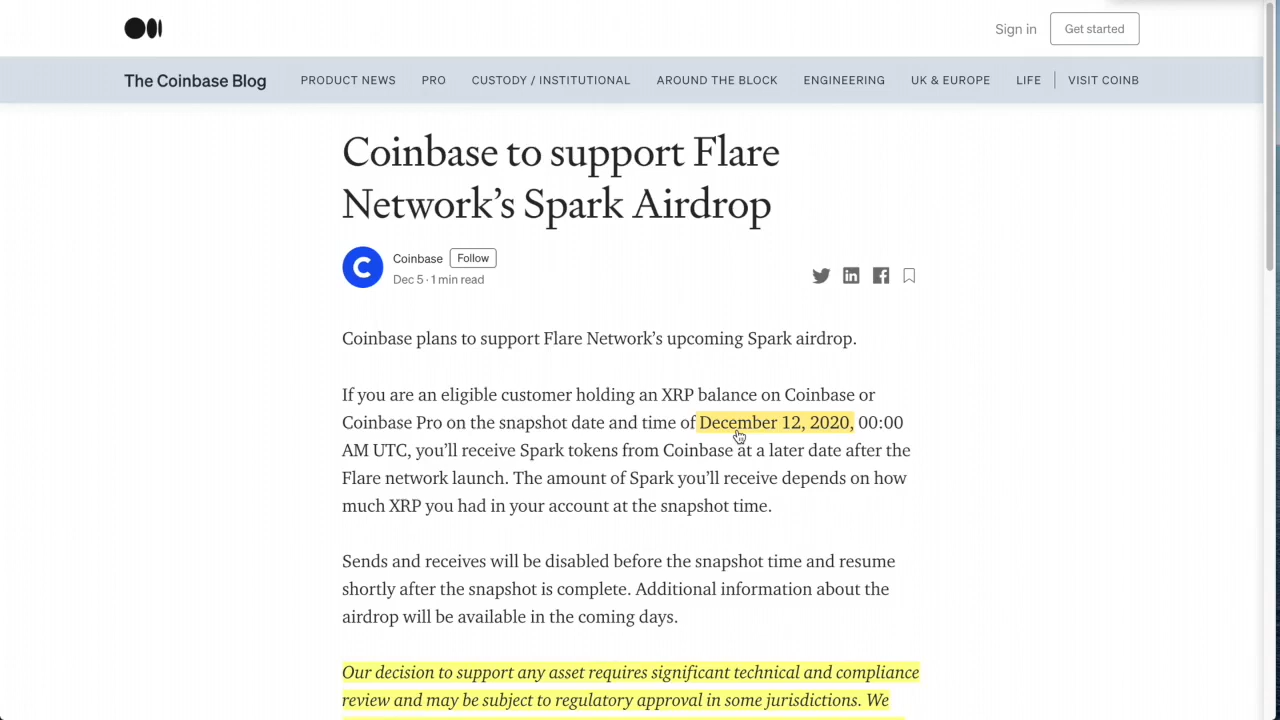 Sign in
Get started
The Coinbase Blog
PRODUCT NEWS
PRO
CUSTODY / INSTITUTIONAL
AROUND THE BLOCK
ENGINEERING
UK & EUROPE
LIFE
VISIT COINB
Coinbase to support Flare
Network’s Spark Airdrop
Coinbase
Follow
Dec 5 · 1 min read
Coinbase plans to support Flare Network’s upcoming Spark airdrop.
If you are an eligible customer holding an XRP balance on Coinbase or
Coinbase Pro on the snapshot date and time of December 12, 2020, 00:00
AM UTC, you’ll receive Spark tokens from Coinbase at a later date after the
Flare network launch. The amount of Spark you’ll receive depends on how
much XRP you had in your account at the snapshot time.
Sends and receives will be disabled before the snapshot time and resume
shortly after the snapshot is complete. Additional information about the
airdrop will be available in the coming days.
Our decision to support any asset requires significant technical and compliance
review and may be subject to regulatory approval in some jurisdictions. We